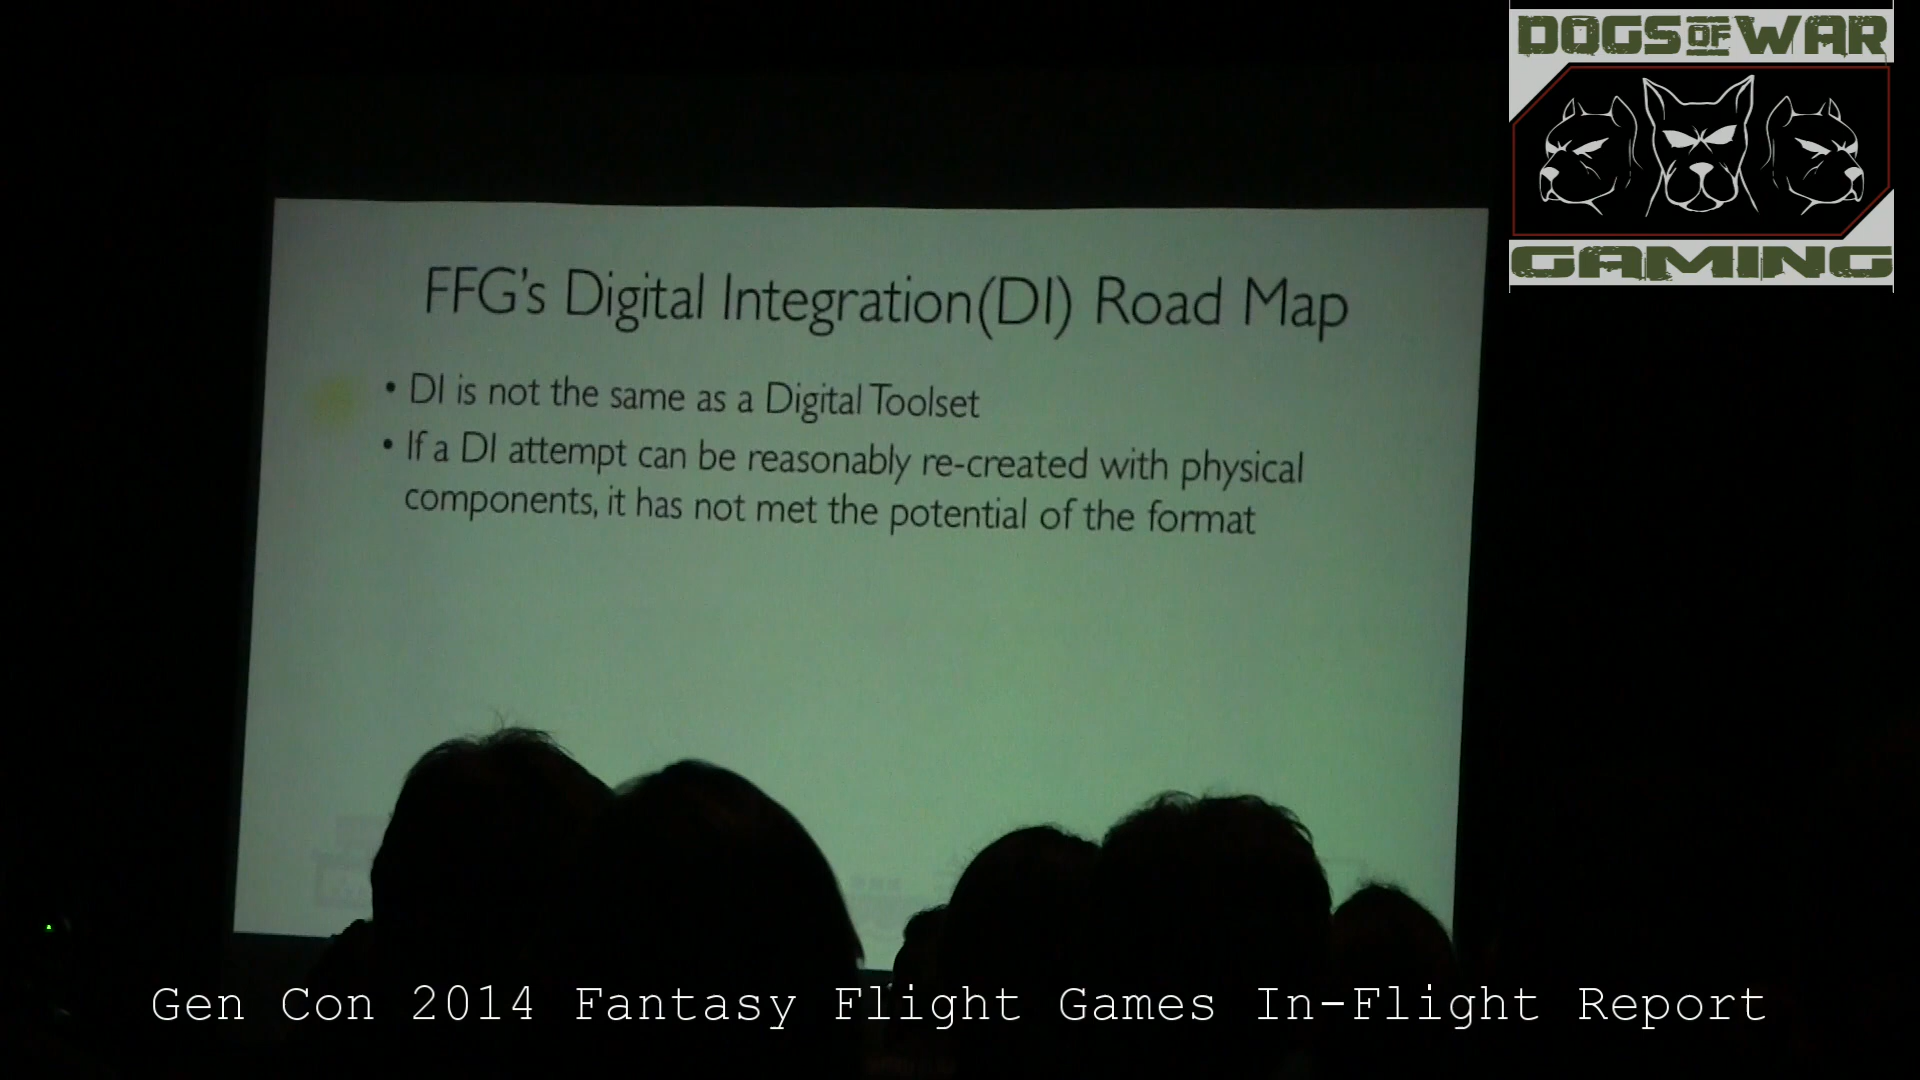 DOGS OF WAR
GAMING
FFG's Digital Integration(DI) Road Map
• DI is not the same as a Digital Toolset
• If a DI attempt can be reasonably re-created with physical
components, it has not met the potential of the format
Gen Con 2014 Fantasy Flight Games In-Flight Report